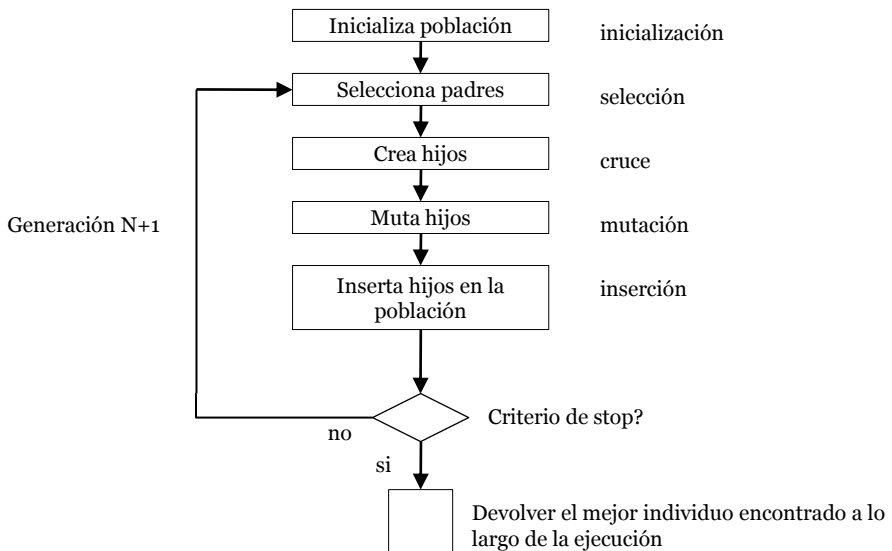 Inicializa población
inicialización
Selecciona padres
selección
Crea hijos
cruce
Generación N+1
Muta hijos
mutación
Inserta hijos en la
población
inserción
Criterio de stop?
no
si
Devolver el mejor individuo encontrado a lo
largo de la ejecución